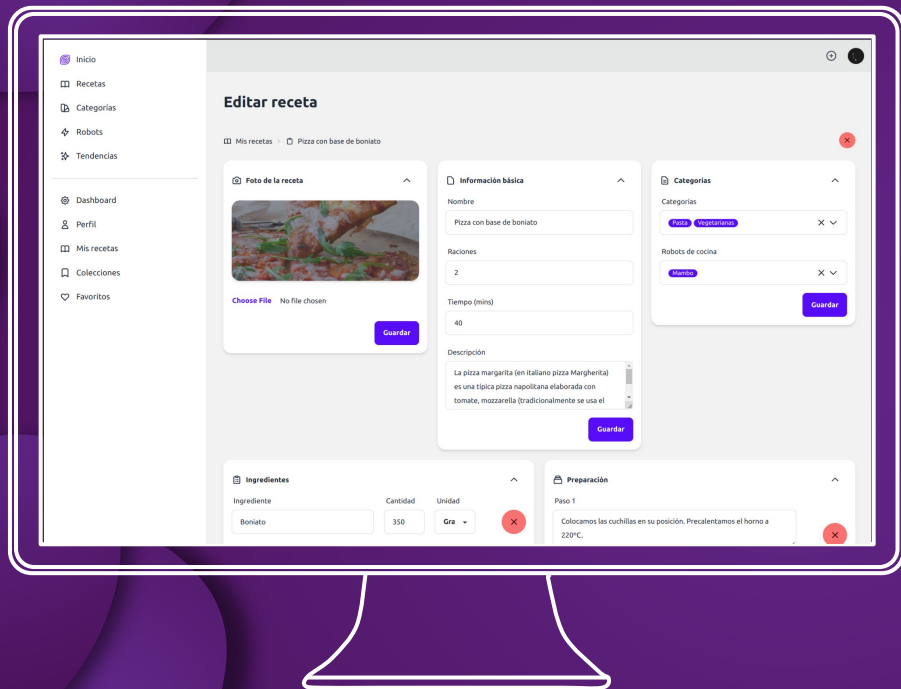 Inicio
Recetas
Categorías
Robots
Tendencias
Dashboard
Perfil
Mis recetas
Colecciones
Favoritos
Editar receta
Mis recetas > Pizza con base de boniato
Foto de la receta
Choose File No file chosen
Guardar
Información básica
Nombre
Pizza con base de boniato
Raciones
2
Tiempo (mins)
40
Descripción
La pizza margarita (en italiano pizza Margherita)
es una típica pizza napolitana elaborada con
tomate, mozzarella (tradicionalmente se usa el
Guardar
Categorías
Categorías
Pasta Vegetarianas
Robots de cocina
Mambo
Guardar
Ingredientes
Ingrediente Cantidad Unidad
Boniato 350 Gra
Preparación
Paso 1
Colocamos las cuchillas en su posición. Precalentamos el horno a
220ºC.